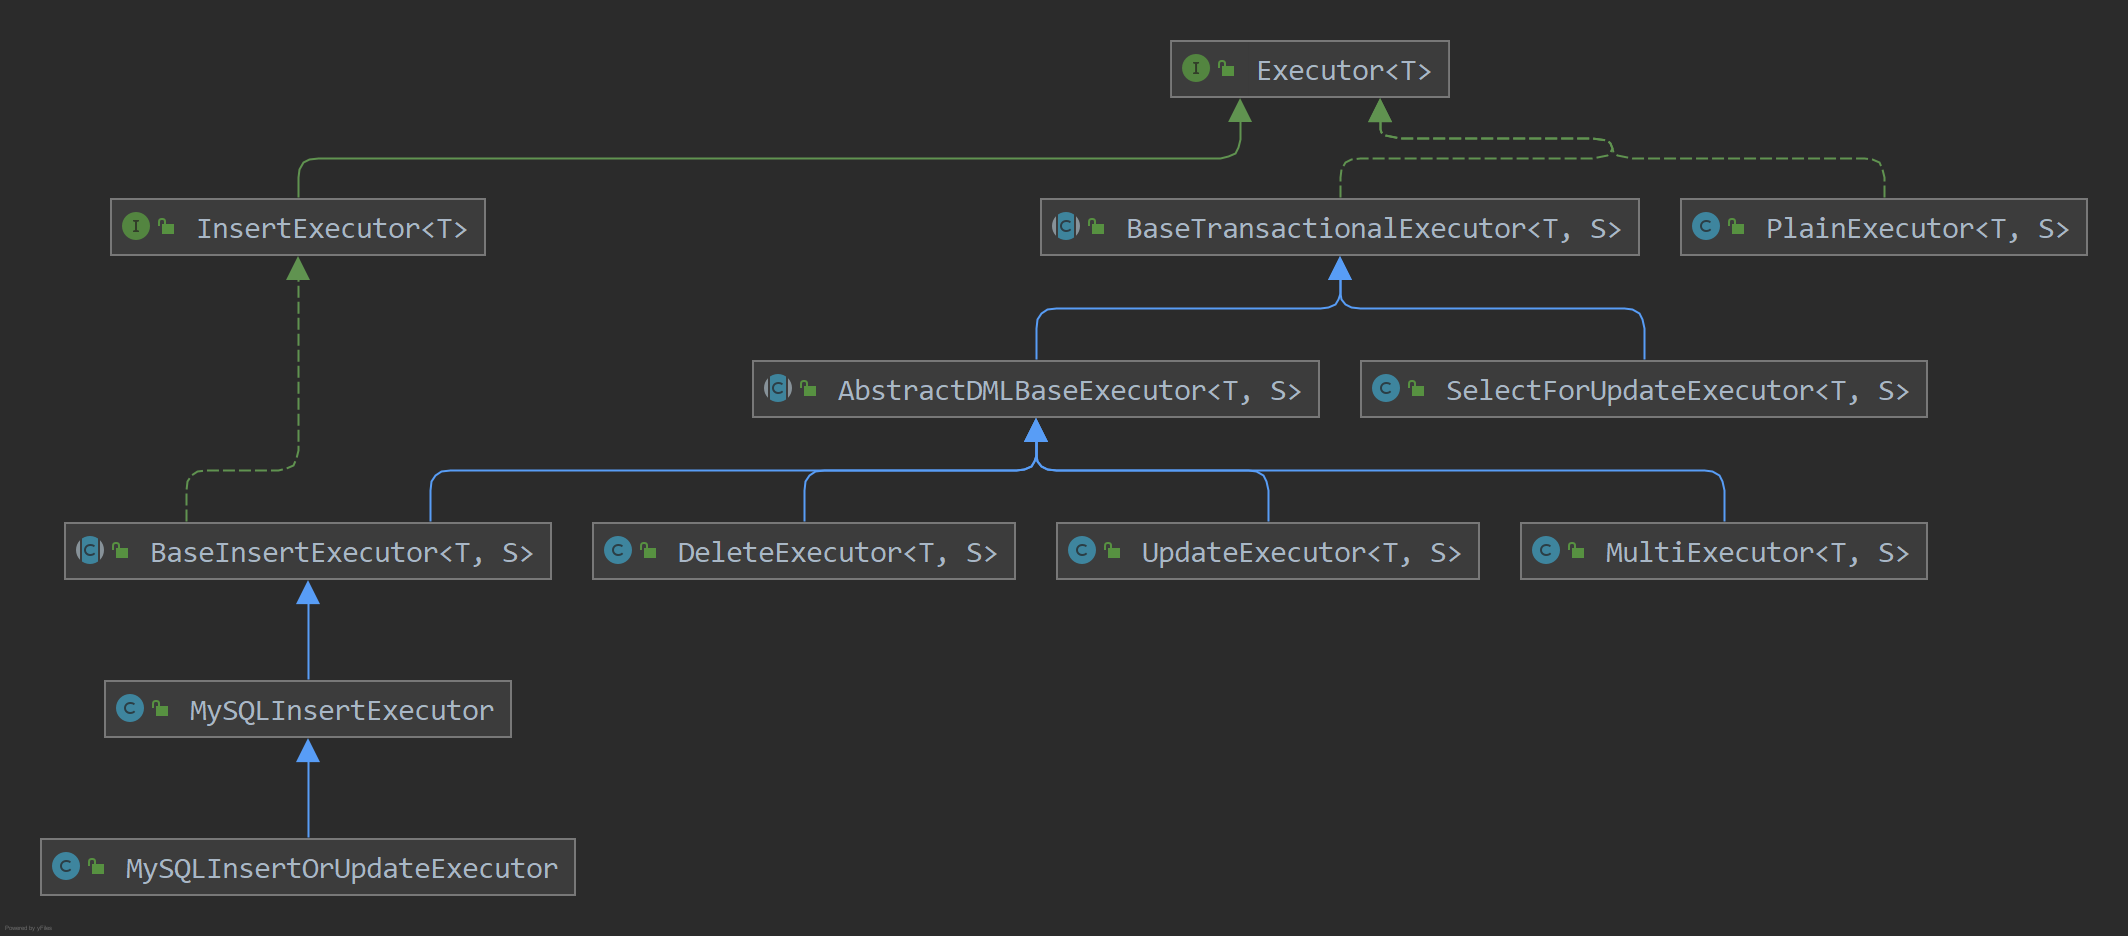 I Executor<T>
I InsertExecutor<T>
C BaseTransactionalExecutor<T, S>
C PlainExecutor<T, S>
C AbstractDMLBaseExecutor<T, S>
C SelectForUpdateExecutor<T, S>
C BaseInsertExecutor<T, S>
C DeleteExecutor<T, S>
C UpdateExecutor<T, S>
C MultiExecutor<T, S>
C MySQLInsertExecutor
C MySQLInsertOrUpdateExecutor
Powered by yFiles